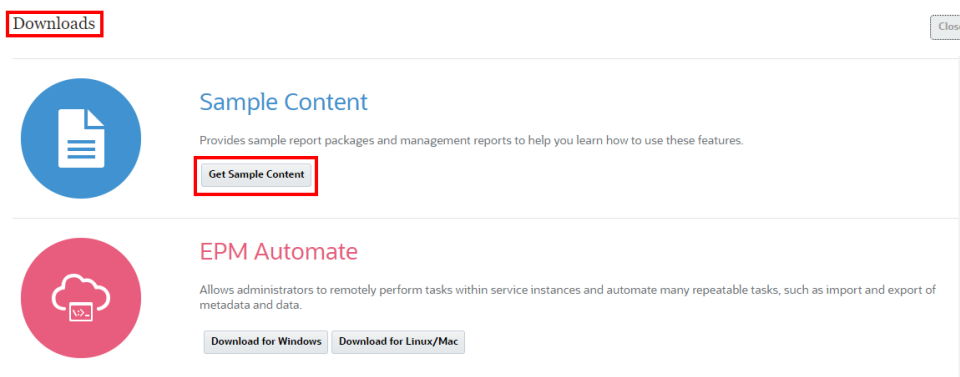 Downloads
Clos
Sample Content
Provides sample report packages and management reports to help you learn how to use these features.
Get Sample Content
EPM Automate
Allows administrators to remotely perform tasks within service instances and automate many repeatable tasks, such as import and export of
metadata and data.
Download for Windows Download for Linux/Mac